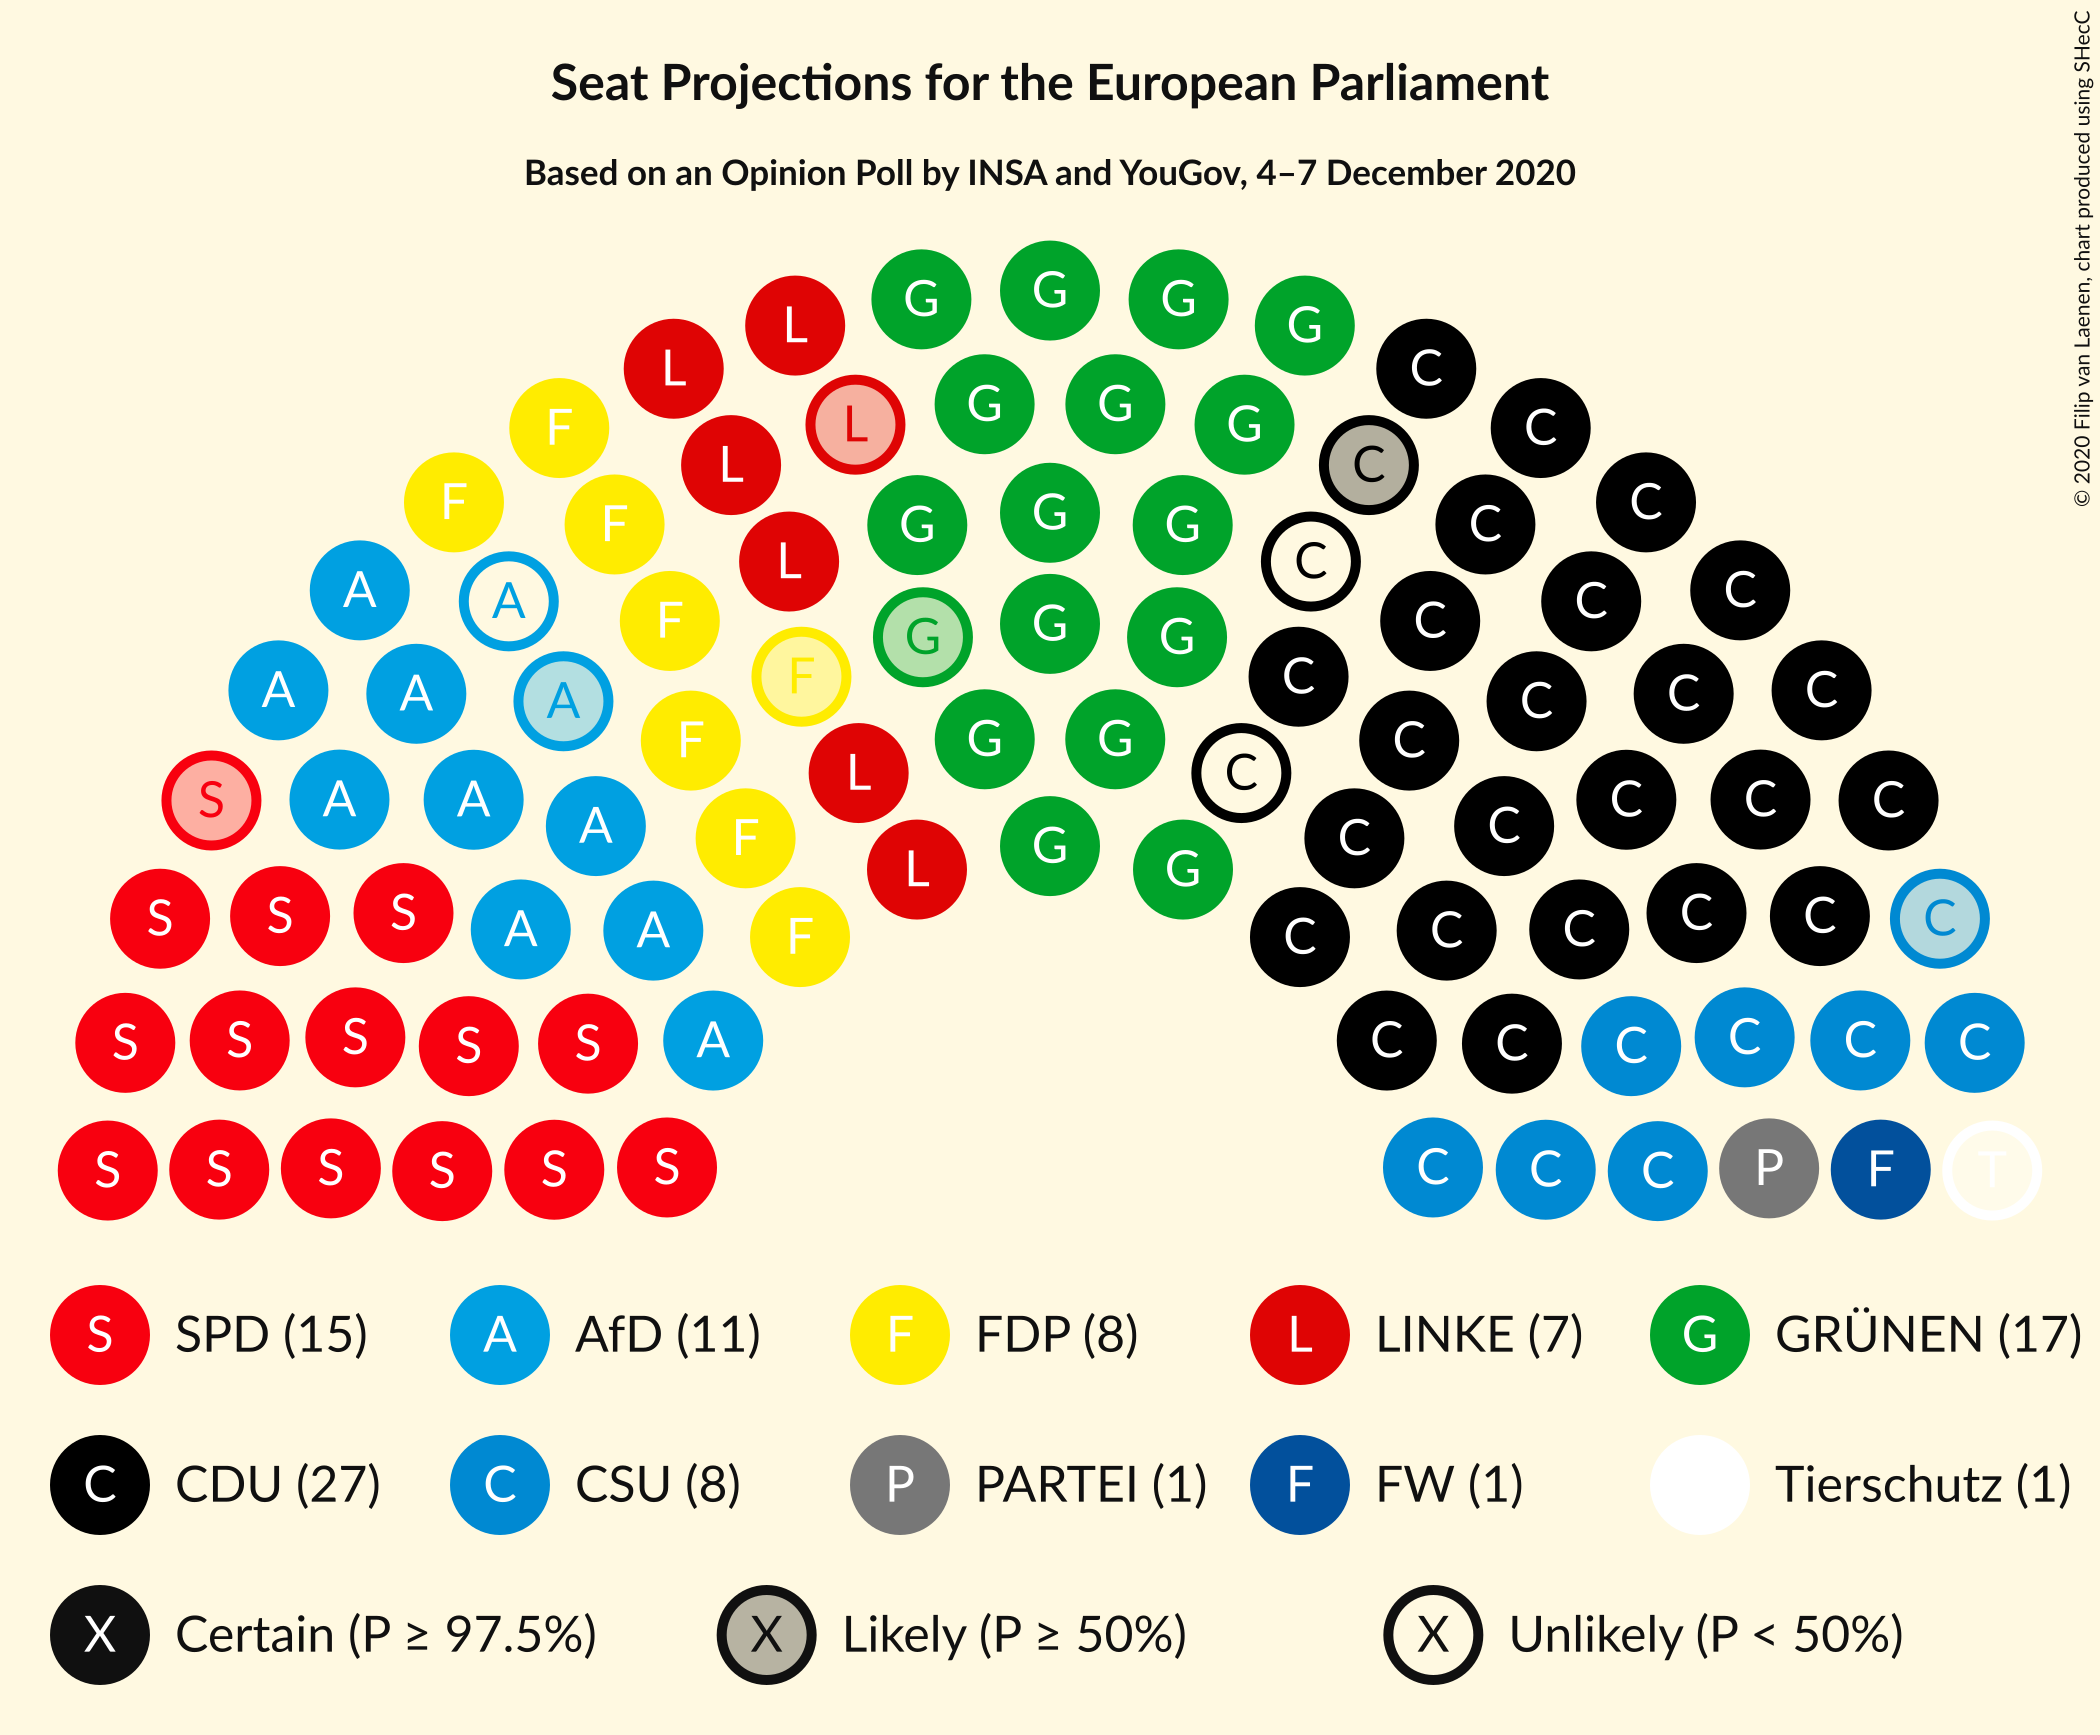 Seat Projections for the European Parliament
Based on an Opinion Poll by INSA and YouGov, 4–7 December 2020
© 2020 Filip van Laenen, chart produced using SHecC
G
L G G
L G
L C
G G
F L G C
G G G
F L C C
F L C C
A A F L G C C C
G G
A A A F F G G C C C C
F C
S A A A L G G C C C C C
F G G C
S S S A A L C C C C C
F C
S S S S S A C C C C C C
S S S S S S C C C P F T
S SPD (15) A AfD (11) F FDP (8) L LINKE (7) G GRÜNEN (17)
C CDU (27) C CSU (8) P PARTEI (1) F FW (1) Tierschutz (1)
X Certain (P ≥ 97.5%) X Likely (P ≥ 50%) X Unlikely (P < 50%)